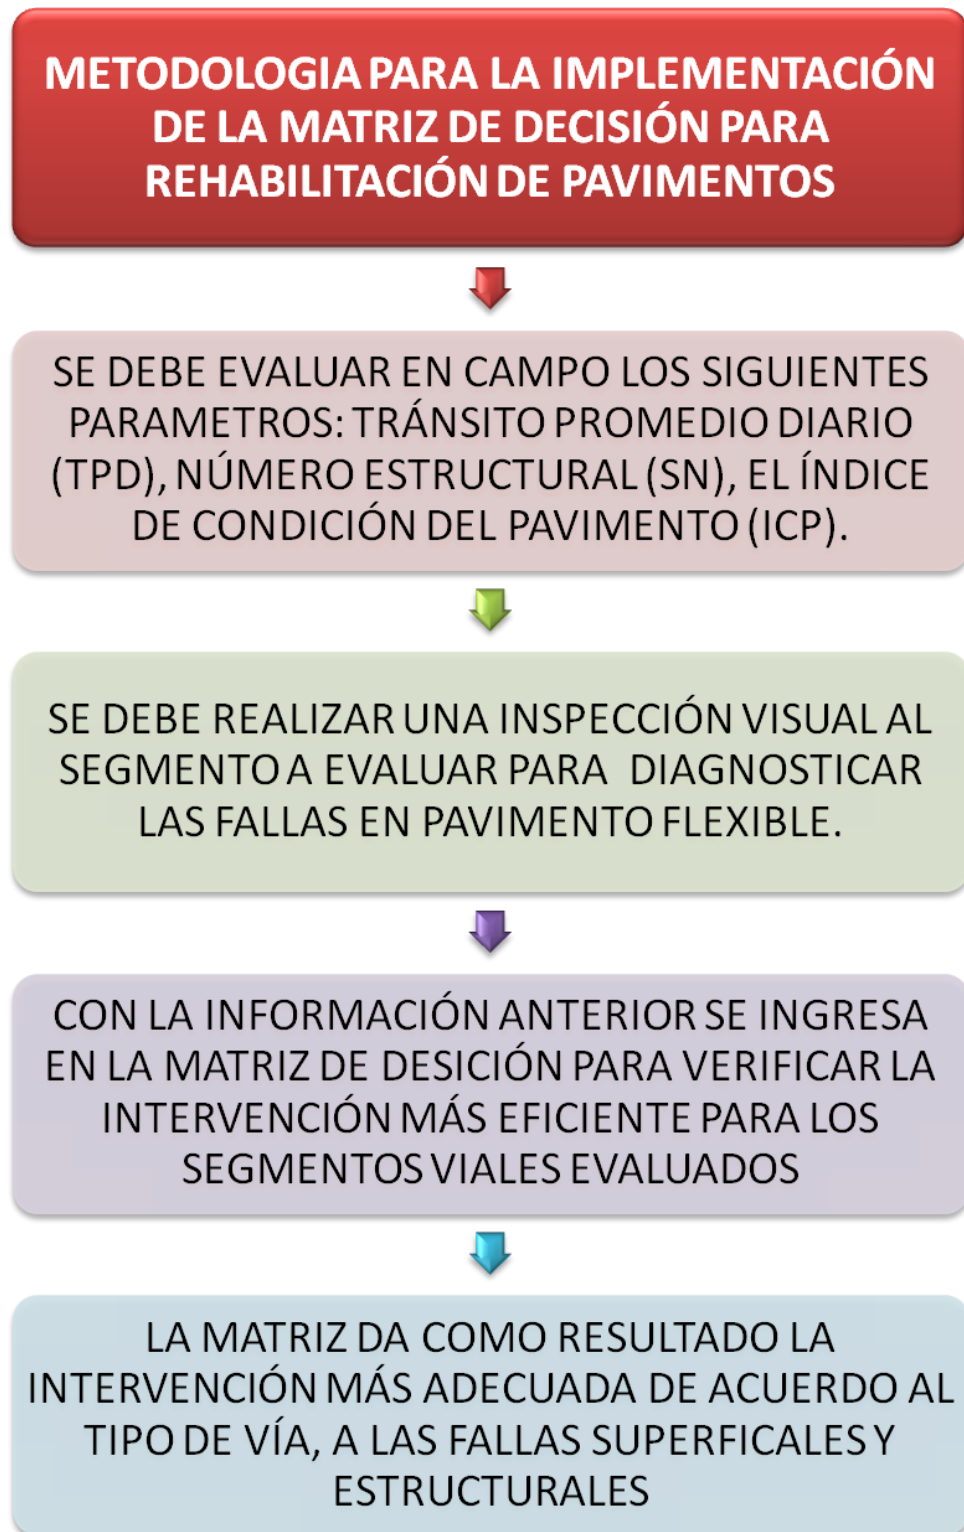 METODOLOGIA PARA LA IMPLEMENTACIÓN
DE LA MATRIZ DE DECISIÓN PARA
REHABILITACIÓN DE PAVIMENTOS
SE DEBE EVALUAR EN CAMPO LOS SIGUIENTES
PARAMETROS: TRÁNSITO PROMEDIO DIARIO
(TPD), NÚMERO ESTRUCTURAL (SN), EL ÍNDICE
DE CONDICIÓN DEL PAVIMENTO (ICP).
SE DEBE REALIZAR UNA INSPECCIÓN VISUAL AL
SEGMENTO A EVALUAR PARA DIAGNOSTICAR
LAS FALLAS EN PAVIMENTO FLEXIBLE.
CON LA INFORMACIÓN ANTERIOR SE INGRESA
EN LA MATRIZ DE DESICIÓN PARA VERIFICAR LA
INTERVENCIÓN MÁS EFICIENTE PARA LOS
SEGMENTOS VIALES EVALUADOS
LA MATRIZ DA COMO RESULTADO LA
INTERVENCIÓN MÁS ADECUADA DE ACUERDO AL
TIPO DE VÍA, A LAS FALLAS SUPERFICALES Y
ESTRUCTURALES